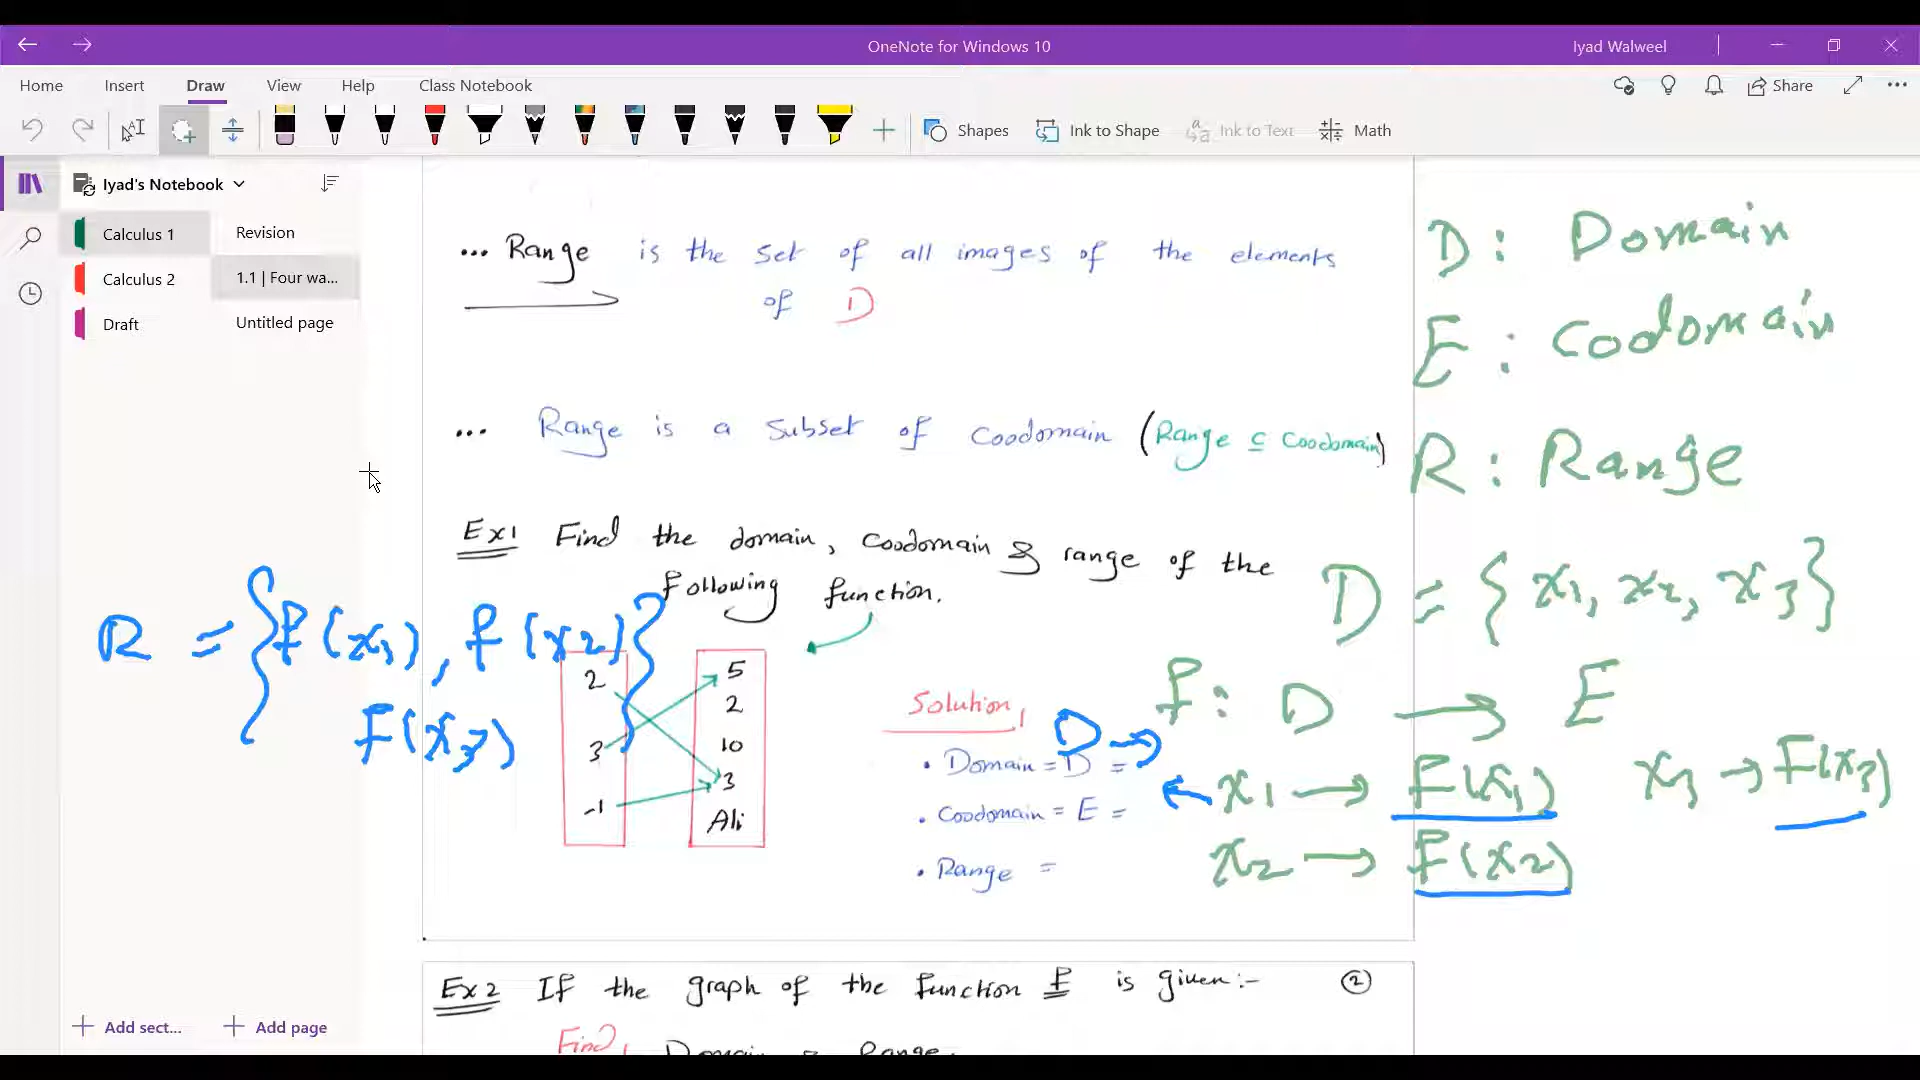 OneNote for Windows 10
Iyad Walweel
Home Insert Draw View Help Class Notebook
Share
Shapes Ink to Shape Ink to Text Math
Iyad's Notebook
Calculus 1
Calculus 2
Draft
Revision
1.1 | Four wa...
Untitled page
... Range is the set of all images of the elements
of D
... Range is a subset of Coodomain (Range ⊆ Coodomain)
Ex1 Find the domain, Coodomain & range of the
following function.
2
3
-1
5
2
10
3
Ali
Solution,
• Domain = D =
• Coodomain = E =
• Range =
D →
R = {f(x1), f(x2)}
F(x3)
D : Domain
E : Codomain
R : Range
D = {x1, x2, x3}
f : D → E
← x1 → F(x1)
x3 → F(x3)
x2 → F(x2)
Ex2 If the graph of the function f is given :- ②
Find, Domain & Range
Add sect...
Add page